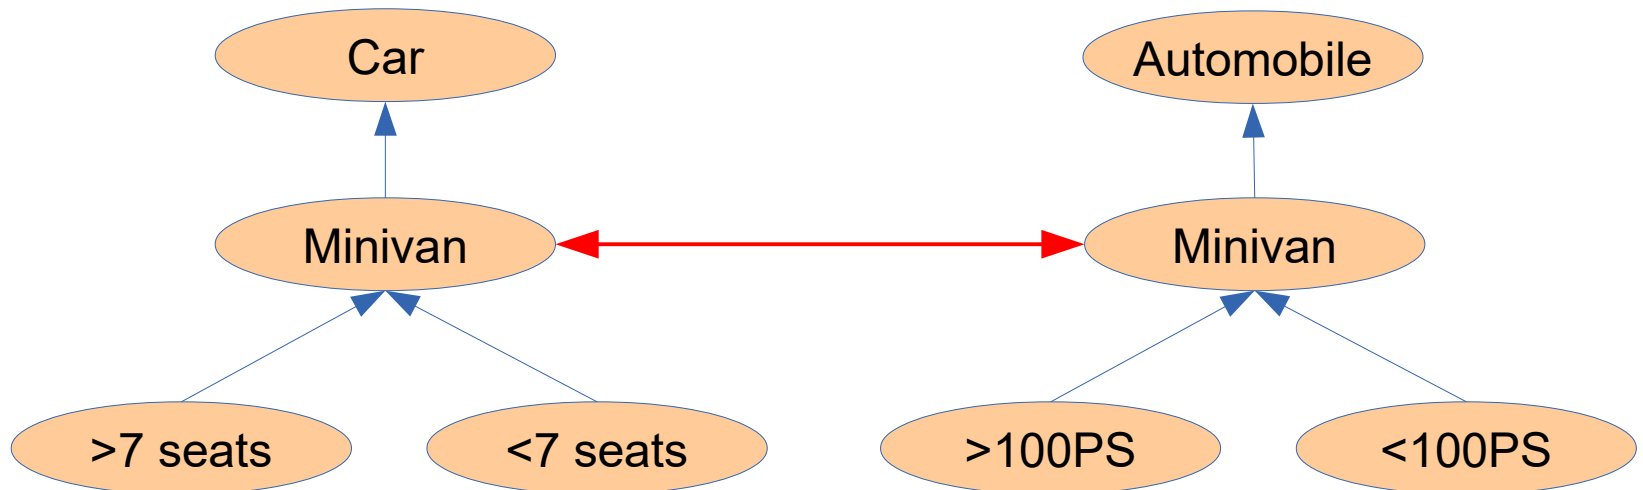 Car
Automobile
Minivan
Minivan
>7 seats
<7 seats
>100PS
<100PS